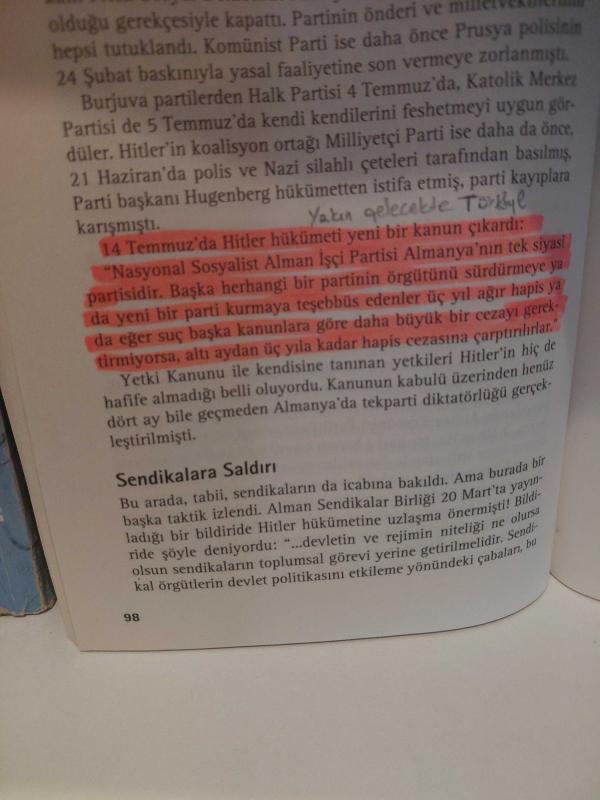 olduğu gerekçesiyle kapattı. Partinin önderi ve milletvekillerinin
hepsi tutuklandı. Komünist Parti ise daha önce Prusya polisinin
24 Şubat baskınıyla yasal faaliyetine son vermeye zorlanmıştı.
Burjuva partilerden Halk Partisi 4 Temmuz'da, Katolik Merkez
Partisi de 5 Temmuz'da kendi kendilerini feshetmeyi uygun gör-
düler. Hitler'in koalisyon ortağı Milliyetçi Parti ise daha da önce,
21 Haziran'da polis ve Nazi silahlı çeteleri tarafından basılmış,
Parti başkanı Hugenberg hükümetten istifa etmiş, parti kayıplara
karışmıştı.
Yakın gelecekte
14 Temmuz'da Hitler hükümeti yeni bir kanun çıkardı:
"Nasyonal Sosyalist Alman İşçi Partisi Almanya'nın tek siyasi
partisidir. Başka herhangi bir partinin örgütünü sürdürmeye ya
da yeni bir parti kurmaya teşebbüs edenler üç yıl ağır hapis ya
da eğer suç başka kanunlara göre daha büyük bir cezayı gerek-
tirmiyorsa, altı aydan üç yıla kadar hapis cezasına çarptırılırlar."
Yetki Kanunu ile kendisine tanınan yetkileri Hitler'in hiç de
hafife almadığı belli oluyordu. Kanunun kabulü üzerinden henüz
dört ay bile geçmeden Almanya'da tekparti diktatörlüğü gerçek-
leştirilmişti.
Sendikalara Saldırı
Bu arada, tabii, sendikaların da icabına bakıldı. Ama burada bir
başka taktik izlendi. Alman Sendikalar Birliği 20 Mart'ta yayın-
ladığı bir bildiride Hitler hükümetine uzlaşma önermişti! Bildi-
ride şöyle deniyordu: "...devletin ve rejimin niteliği ne olursa
olsun sendikaların toplumsal görevi yerine getirilmelidir. Sendi-
kal örgütlerin devlet politikasını etkileme yönündeki çabaları, bu
98